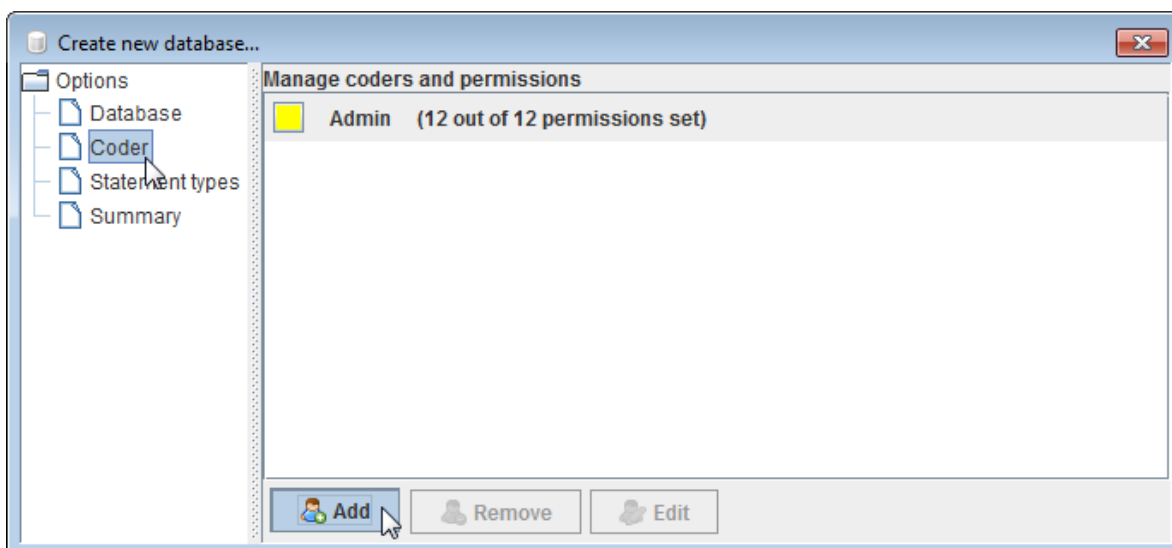 Create new database...
Options
Database
Coder
Statement types
Summary
Manage coders and permissions
Admin (12 out of 12 permissions set)
Add
Remove
Edit